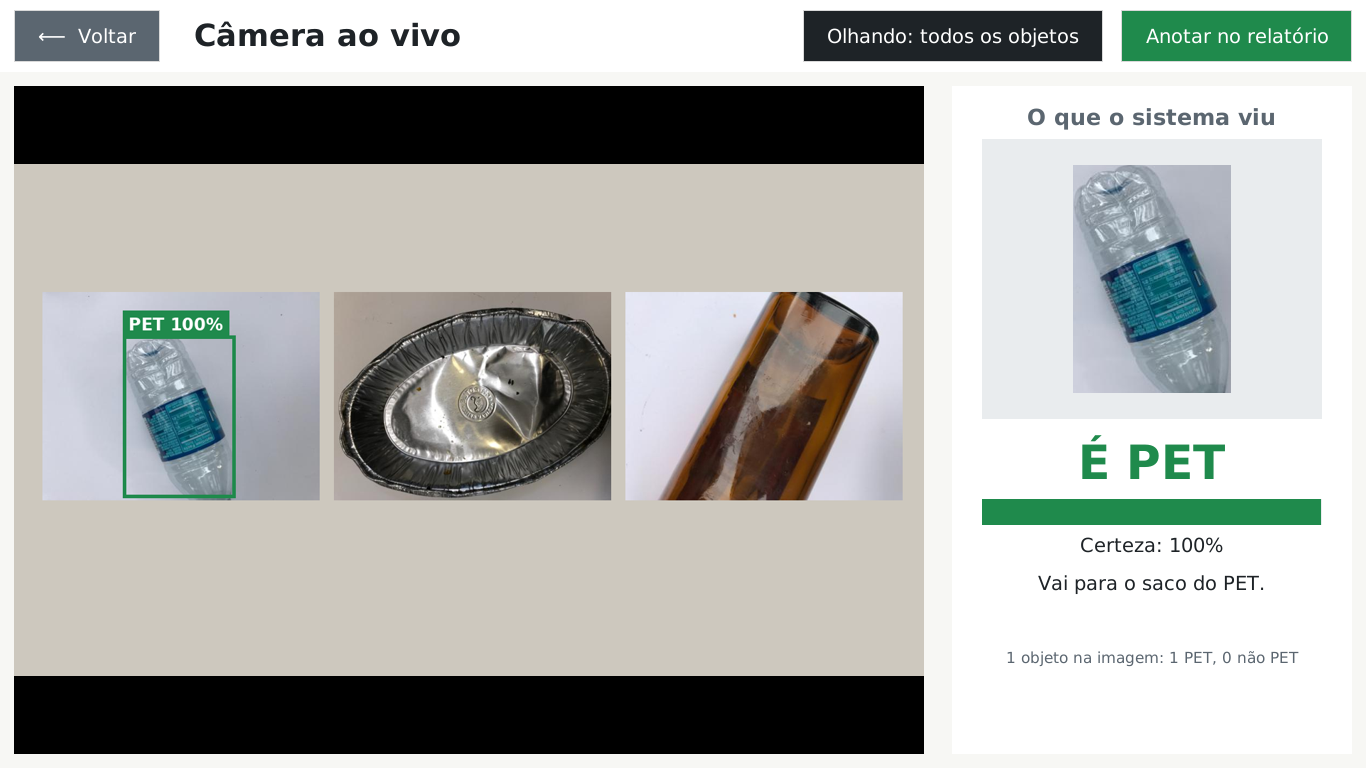 ⟵ Voltar
Câmera ao vivo
Olhando: todos os objetos
Anotar no relatório
PET 100%
O que o sistema viu
É PET
Certeza: 100%
Vai para o saco do PET.
1 objeto na imagem: 1 PET, 0 não PET